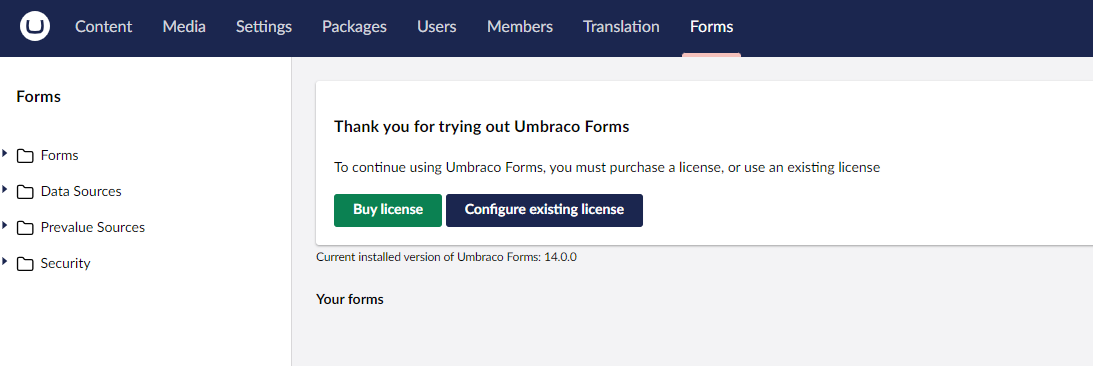 Content Media Settings Packages Users Members Translation Forms
Forms
Forms
Data Sources
Prevalue Sources
Security
Thank you for trying out Umbraco Forms
To continue using Umbraco Forms, you must purchase a license, or use an existing license
Buy license Configure existing license
Current installed version of Umbraco Forms: 14.0.0
Your forms